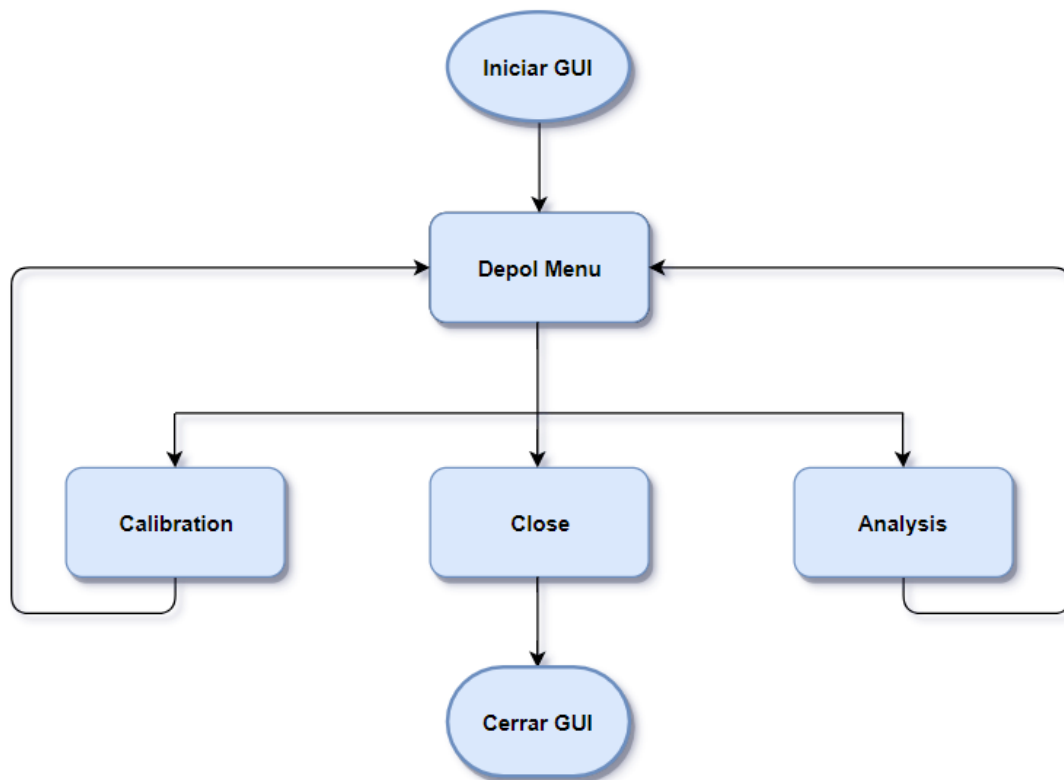 Iniciar GUI
Depol Menu
Calibration
Close
Analysis
Cerrar GUI